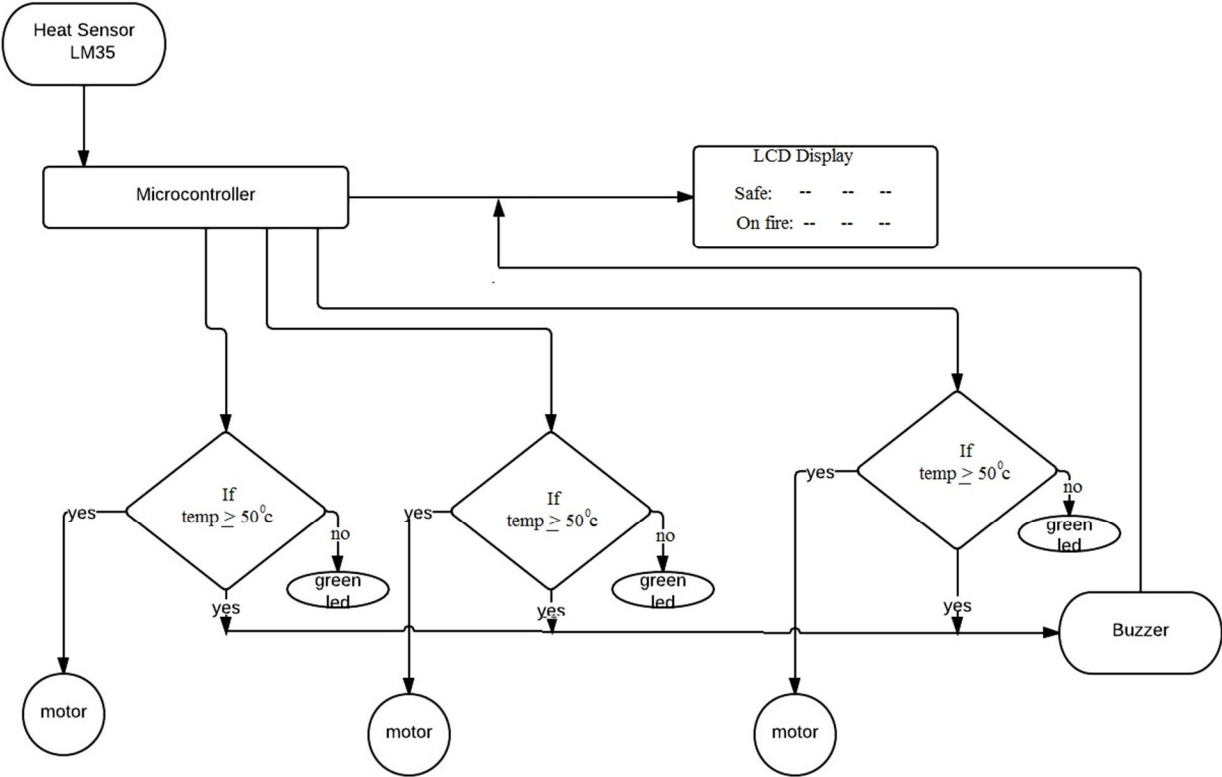 Heat Sensor
LM35
Microcontroller
LCD Display
Safe: -- -- --
On fire: -- -- --
If
temp ≥ 50⁰c
yes
no
green
led
yes
motor
If
temp ≥ 50⁰c
yes
no
green
led
yes
motor
If
temp ≥ 50⁰c
yes
no
green
led
yes
motor
Buzzer